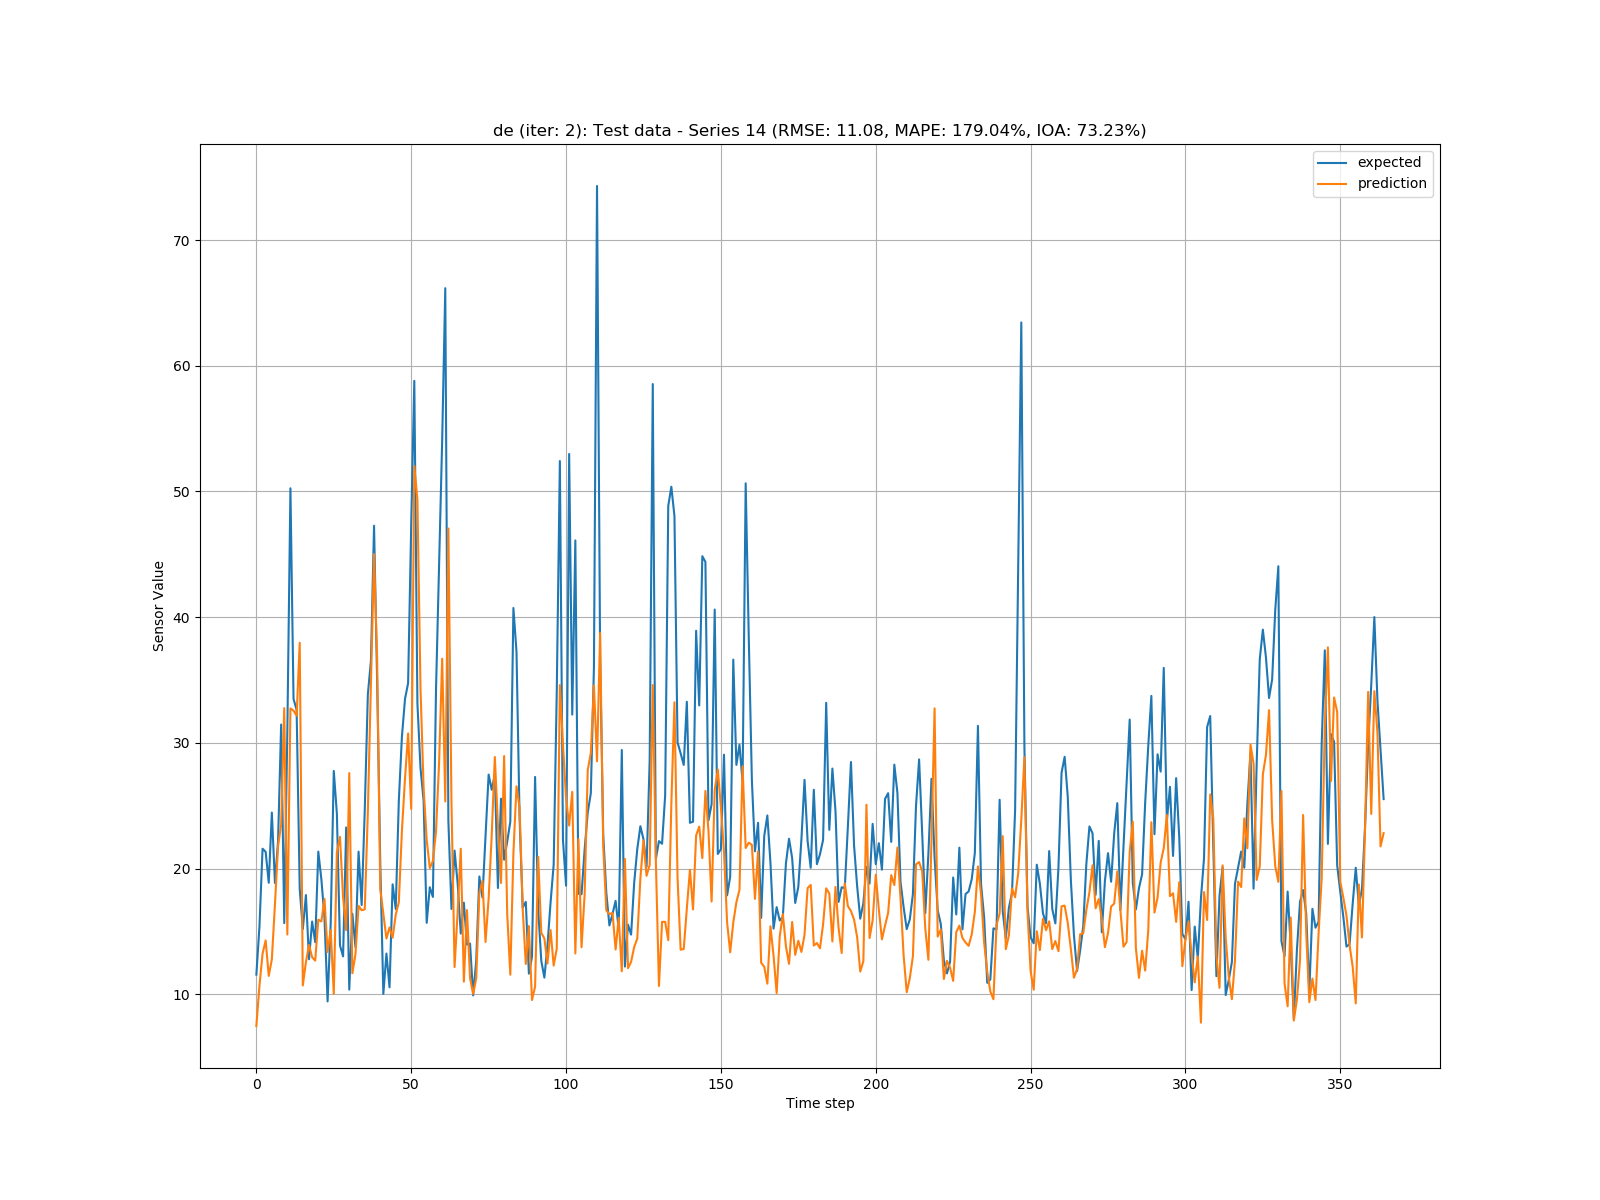 de (iter: 2): Test data - Series 14 (RMSE: 11.08, MAPE: 179.04%, IOA: 73.23%)
expected
prediction
70
60
50
40
30
20
10
Sensor Value
0 50 100 150 200 250 300 350
Time step